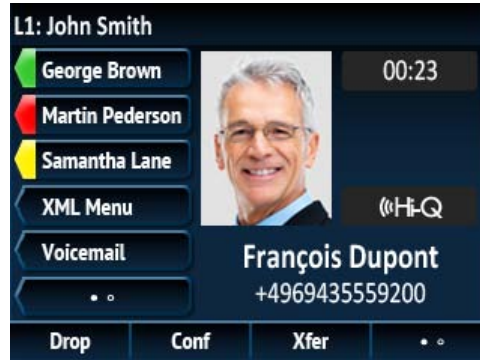 L1: John Smith
George Brown
00:23
Martin Pederson
Samantha Lane
XML Menu
Hi-Q
Voicemail
François Dupont
+4969435559200
Drop Conf Xfer